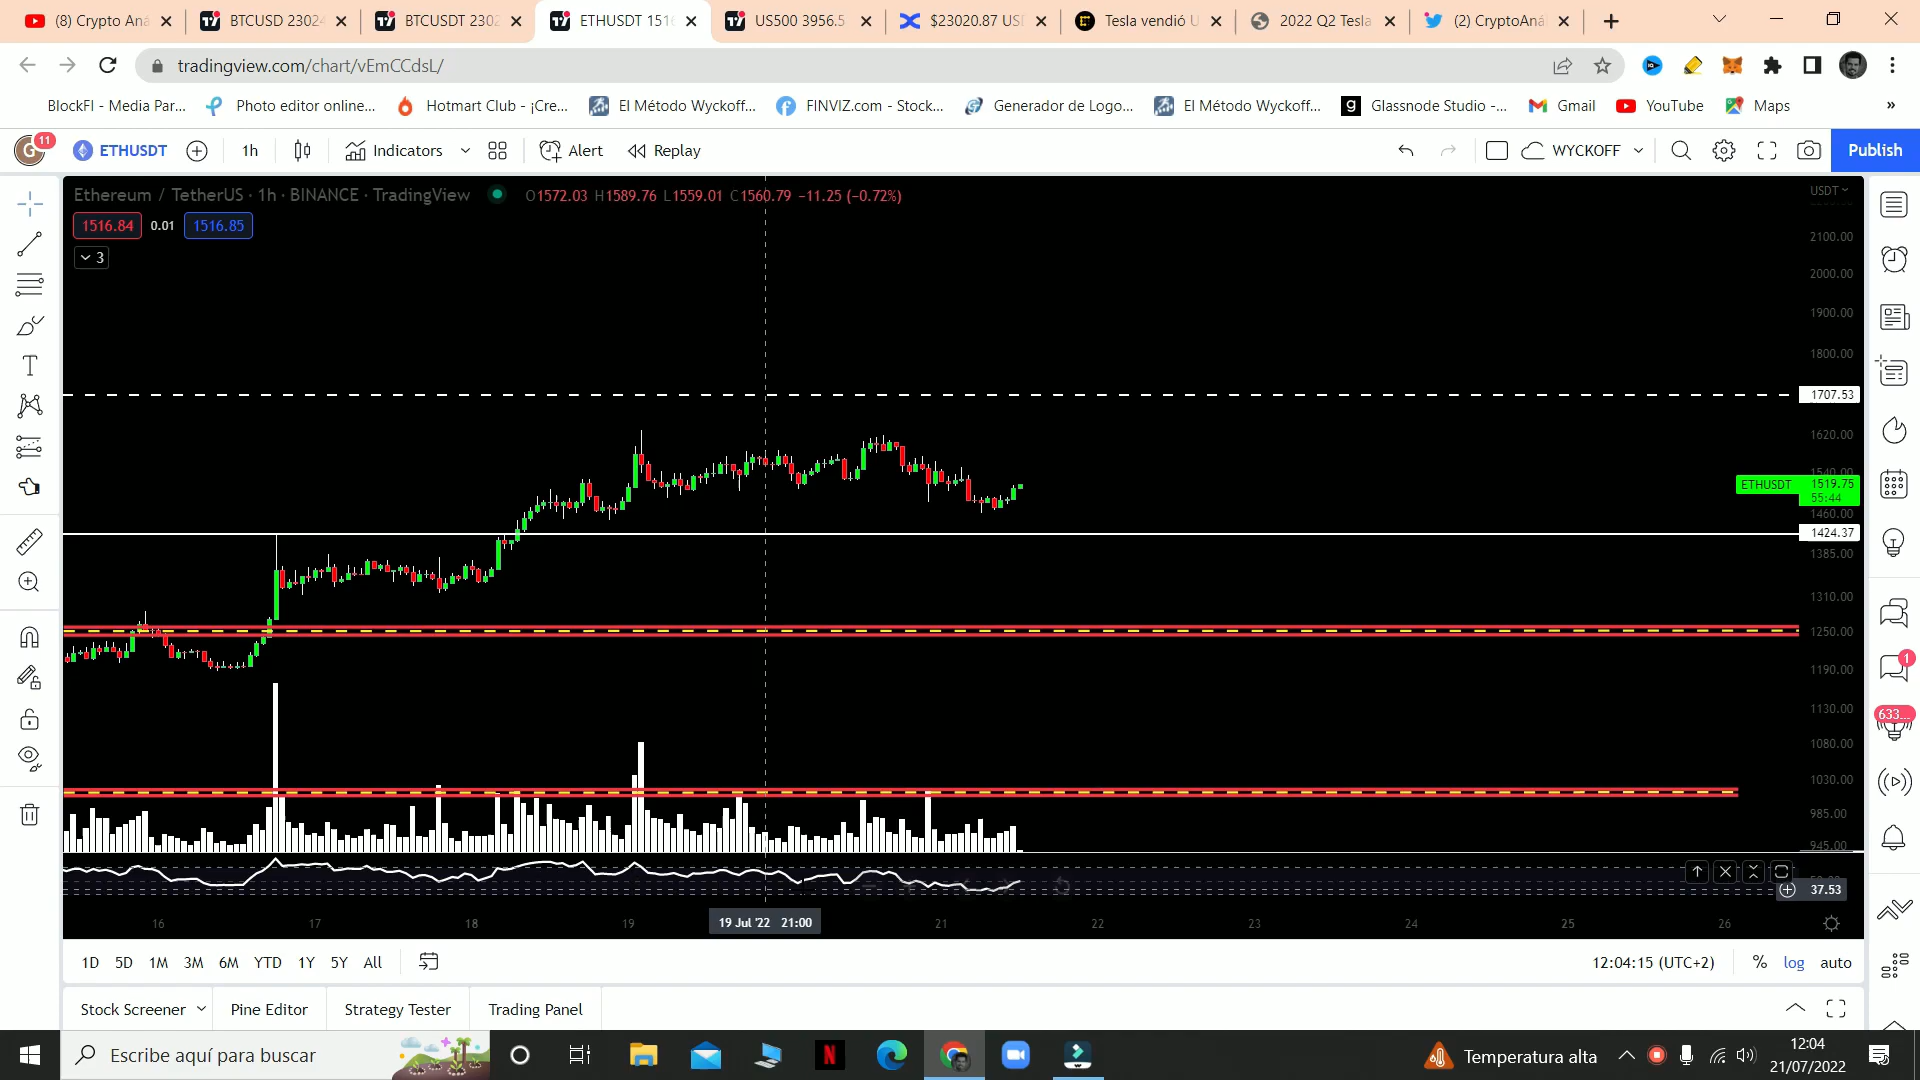 (8) Crypto Aná
BTCUSD 2302
BTCUSDT 2302
ETHUSDT 151
US500 3956.5
$23020.87 US
Tesla vendió U
2022 Q2 Tesla
(2) CryptoAná
tradingview.com/chart/vEmCCdsL/
BlockFI - Media Par...
Photo editor online...
Hotmart Club - ¡Cre...
El Método Wyckoff...
FINVIZ.com - Stock...
Generador de Logo...
El Método Wyckoff...
Glassnode Studio -...
Gmail
YouTube
Maps
»
G 11
ETHUSDT
1h
Indicators
Alert
Replay
WYCKOFF
Publish
Ethereum / TetherUS · 1h · BINANCE · TradingView
O1572.03 H1589.76 L1559.01 C1560.79 −11.25 (−0.72%)
USDT
1516.84 0.01 1516.85
3
2100.00
2000.00
1900.00
1800.00
1707.53
1620.00
1540.00
ETHUSDT 1519.75
55:44
1460.00
1424.37
1385.00
1310.00
1250.00
1190.00
1130.00
1080.00
1030.00
985.00
945.00
37.53
1
633...
16 17 18 19 19 Jul '22 21:00 21 22 23 24 25 26
1D 5D 1M 3M 6M YTD 1Y 5Y All
12:04:15 (UTC+2) % log auto
Stock Screener
Pine Editor
Strategy Tester
Trading Panel
Escribe aquí para buscar
Temperatura alta
12:04
21/07/2022